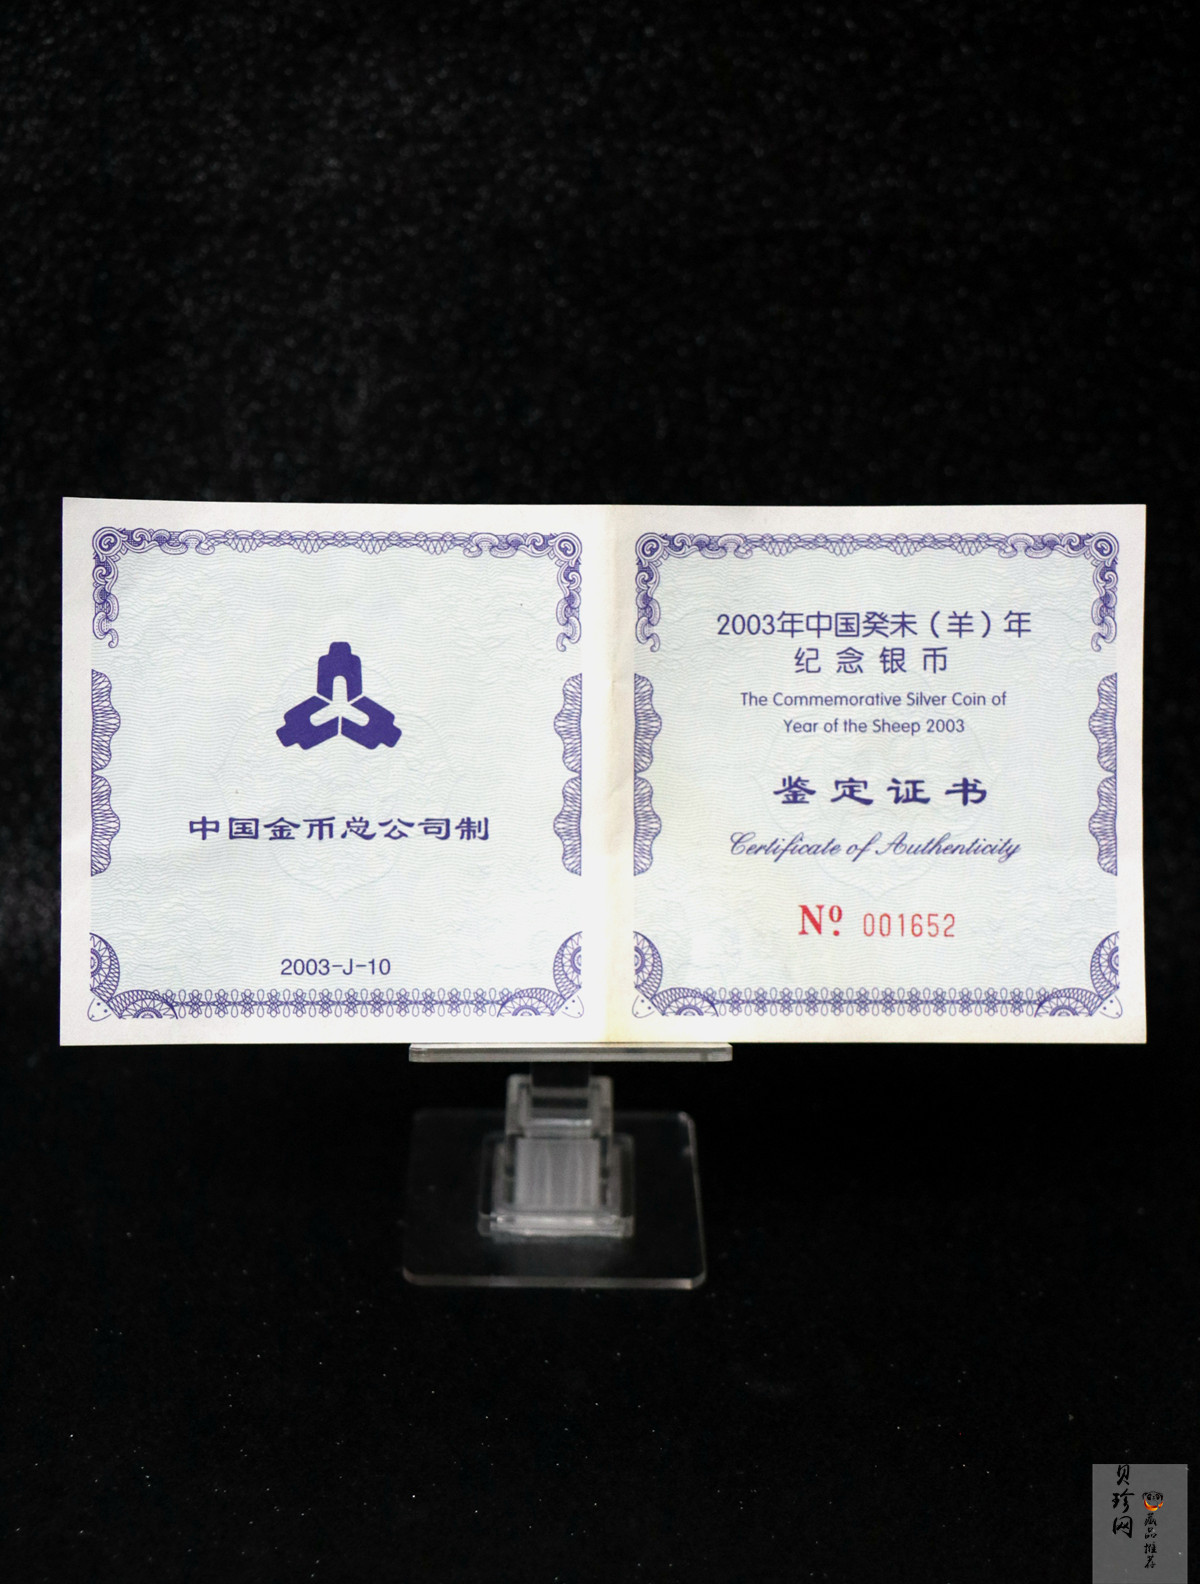 中国金币总公司制
2003-J-10
2003年中国癸未（羊）年
纪念银币
The Commemorative Silver Coin of
Year of the Sheep 2003
鉴定证书
Certificate of Authenticity
Nº. 001652
贝珍网
藏品推荐